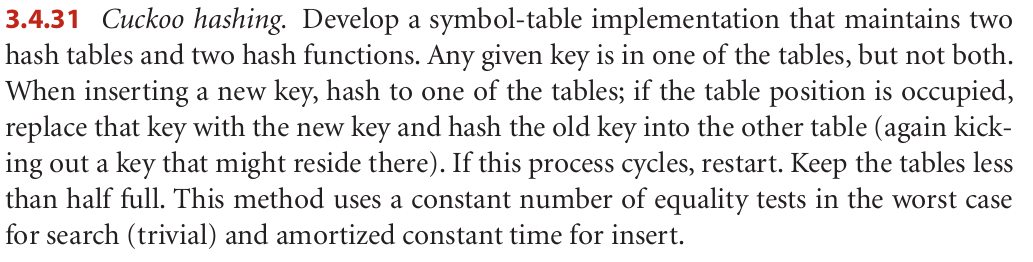 3.4.31 Cuckoo hashing. Develop a symbol-table implementation that maintains two
hash tables and two hash functions. Any given key is in one of the tables, but not both.
When inserting a new key, hash to one of the tables; if the table position is occupied,
replace that key with the new key and hash the old key into the other table (again kick-
ing out a key that might reside there). If this process cycles, restart. Keep the tables less
than half full. This method uses a constant number of equality tests in the worst case
for search (trivial) and amortized constant time for insert.